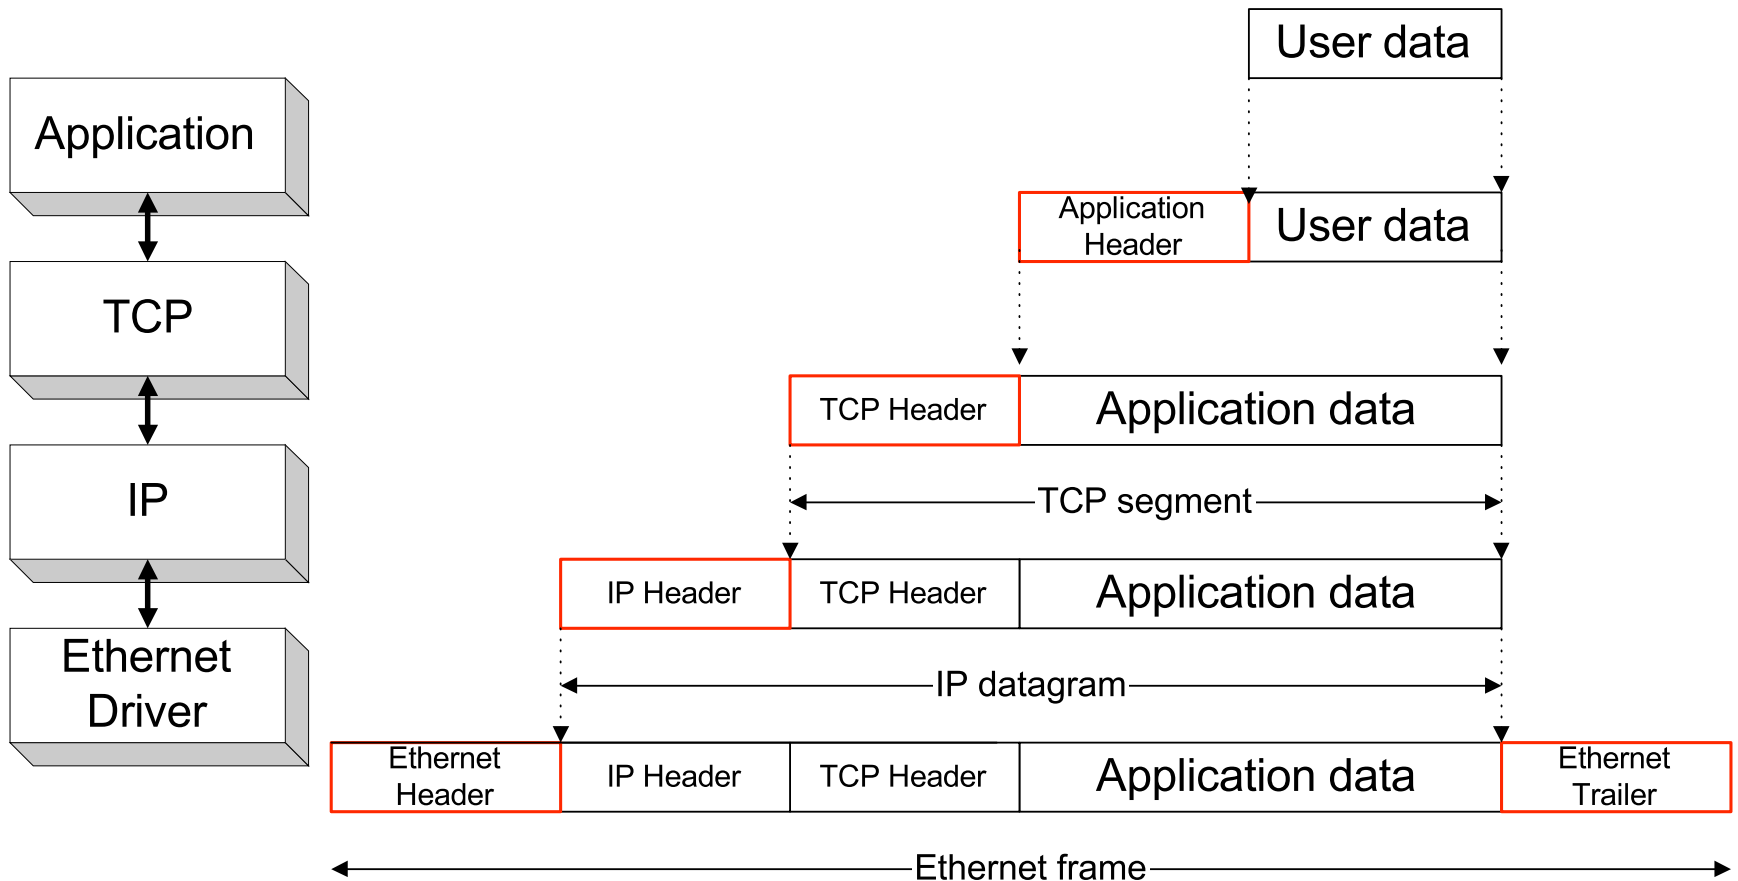 User data
Application
Application
Header
User data
TCP
TCP Header
Application data
IP
TCP segment
IP Header
TCP Header
Application data
Ethernet
Driver
IP datagram
Ethernet
Header
IP Header
TCP Header
Application data
Ethernet
Trailer
Ethernet frame